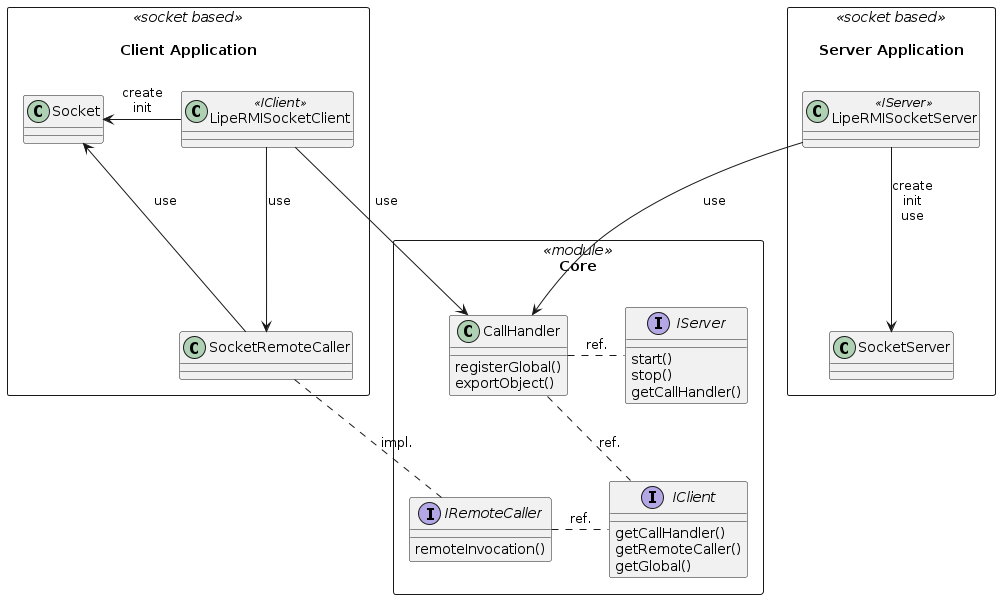 «socket based»
Client Application
C Socket
create
init
«IClient»
C LipeRMISocketClient
use
use
use
C SocketRemoteCaller
«socket based»
Server Application
«IServer»
C LipeRMISocketServer
use
create
init
use
C SocketServer
«module»
Core
C CallHandler
registerGlobal()
exportObject()
ref.
I IServer
start()
stop()
getCallHandler()
impl.
ref.
I IRemoteCaller
remoteInvocation()
ref.
I IClient
getCallHandler()
getRemoteCaller()
getGlobal()